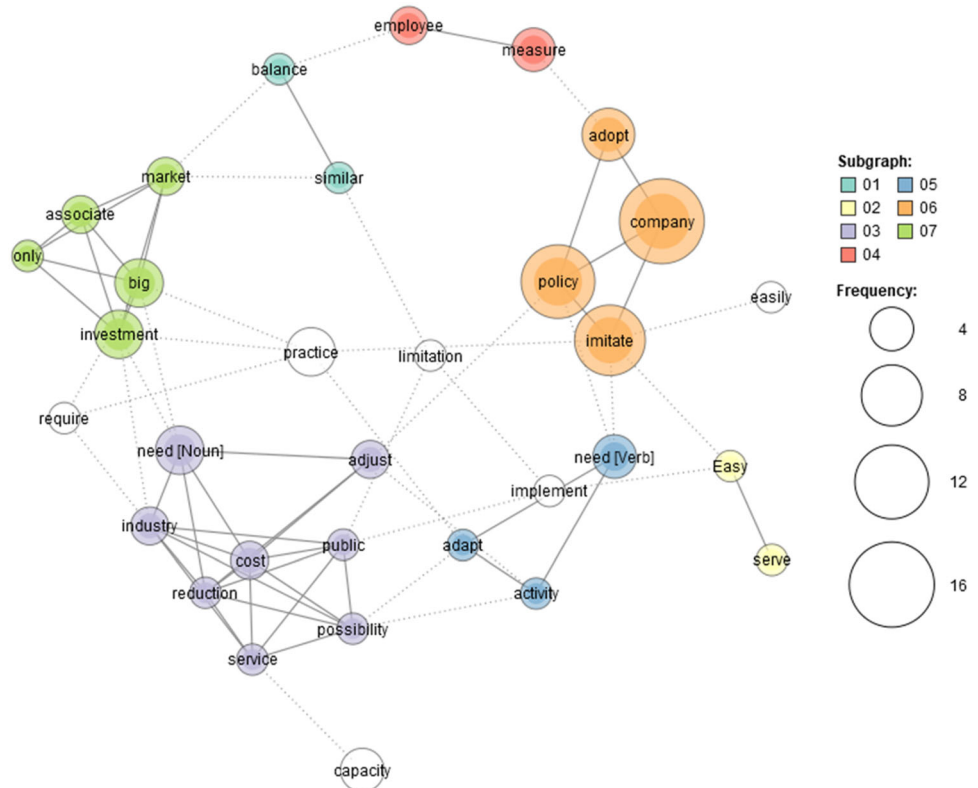 employee
measure
balance
adopt
market
similar
associate
company
only
big
policy
easily
investment
imitate
practice
limitation
require
need [Noun]
adjust
need [Verb]
Easy
implement
industry
public
adapt
cost
serve
reduction
activity
possibility
service
capacity
Subgraph:
01 05
02 06
03 07
04
Frequency:
4
8
12
16